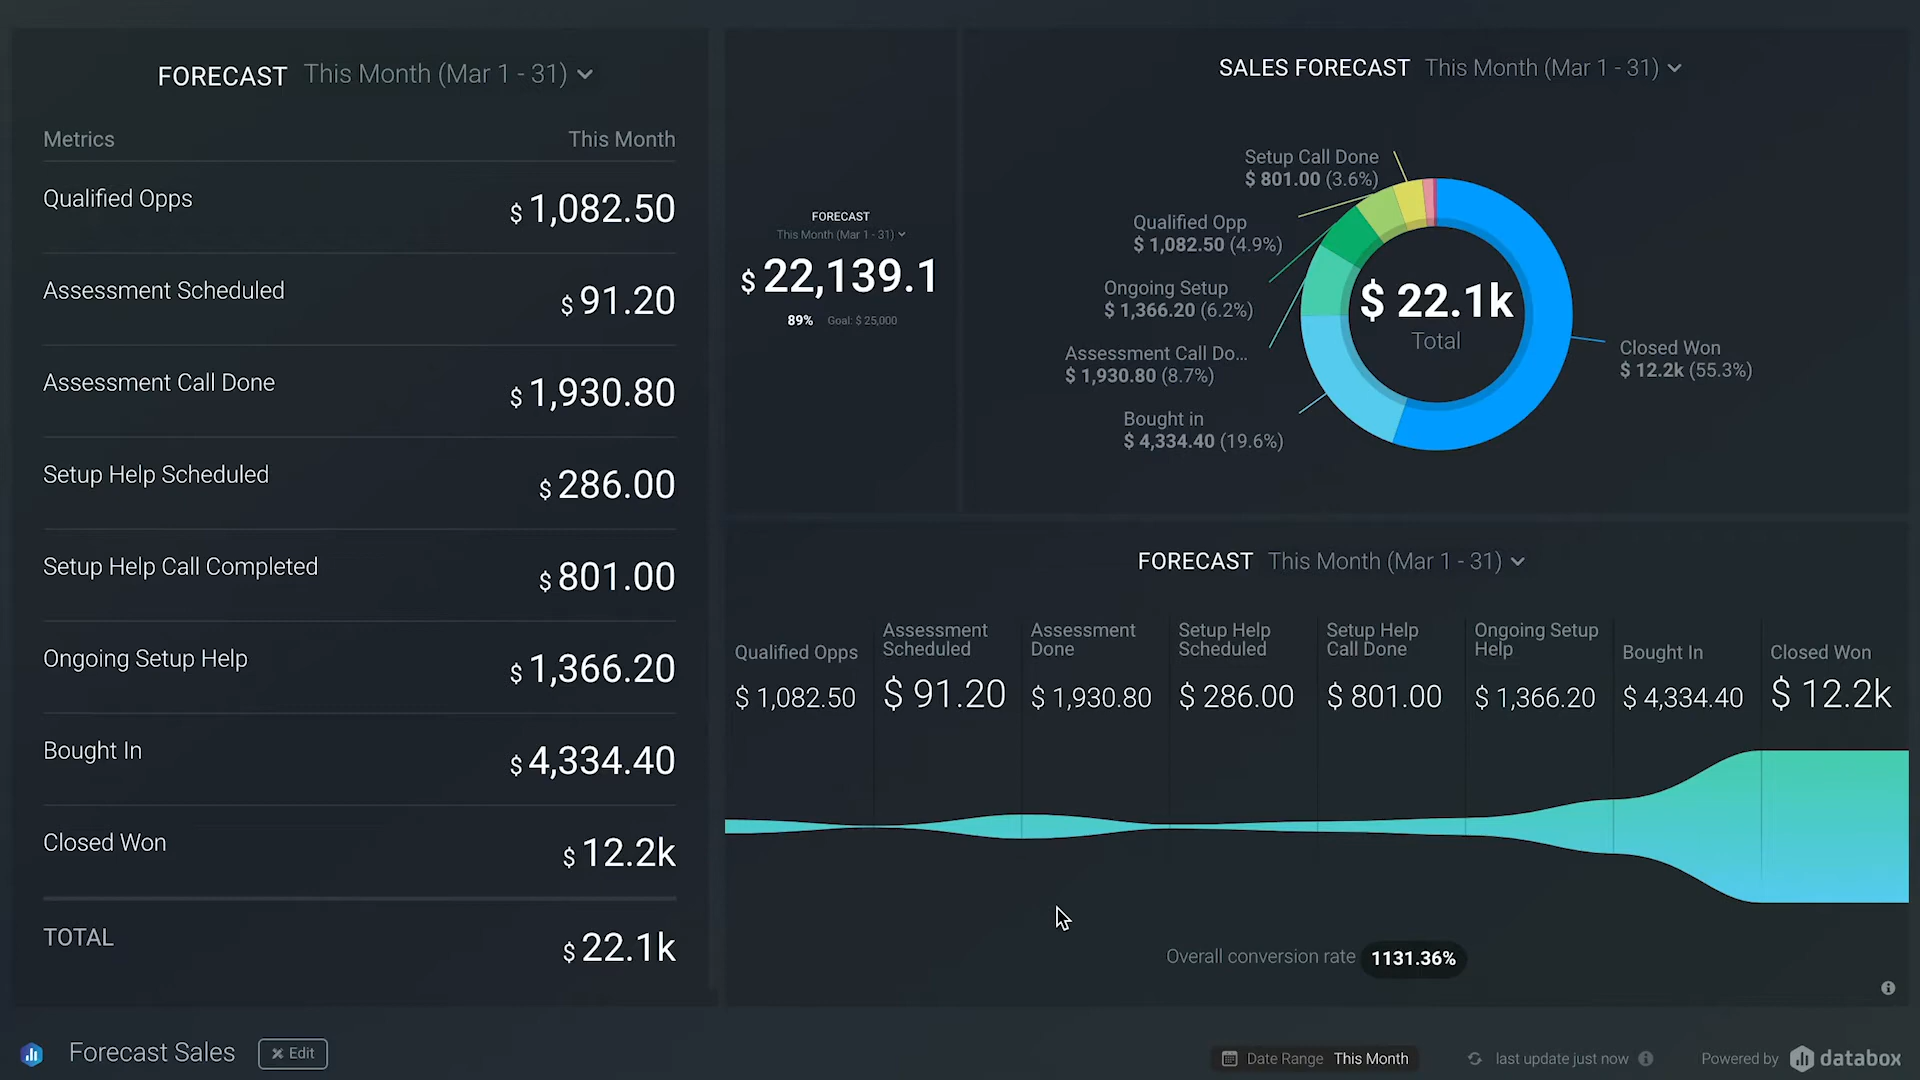 FORECAST This Month (Mar 1 - 31)
Metrics This Month
Qualified Opps $ 1,082.50
Assessment Scheduled $ 91.20
Assessment Call Done $ 1,930.80
Setup Help Scheduled $ 286.00
Setup Help Call Completed $ 801.00
Ongoing Setup Help $ 1,366.20
Bought In $ 4,334.40
Closed Won $ 12.2k
TOTAL $ 22.1k
FORECAST
This Month (Mar 1 - 31)
$ 22,139.1
89% Goal: $ 25,000
SALES FORECAST This Month (Mar 1 - 31)
Setup Call Done
$ 801.00 (3.6%)
Qualified Opp
$ 1,082.50 (4.9%)
Ongoing Setup
$ 1,366.20 (6.2%)
Assessment Call Do...
$ 1,930.80 (8.7%)
Bought in
$ 4,334.40 (19.6%)
$ 22.1k
Total
Closed Won
$ 12.2k (55.3%)
FORECAST This Month (Mar 1 - 31)
Qualified Opps
$ 1,082.50
Assessment
Scheduled
$ 91.20
Assessment
Done
$ 1,930.80
Setup Help
Scheduled
$ 286.00
Setup Help
Call Done
$ 801.00
Ongoing Setup
Help
$ 1,366.20
Bought In
$ 4,334.40
Closed Won
$ 12.2k
Overall conversion rate 1131.36%
Forecast Sales Edit
Date Range This Month
last update just now
Powered by databox